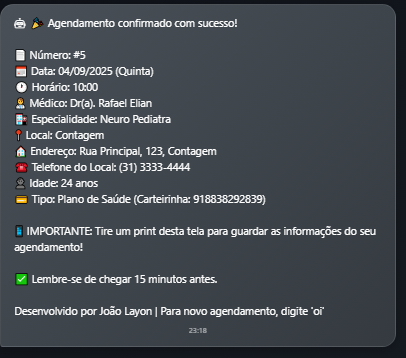 🤖 🎉 Agendamento confirmado com sucesso!
📄 Número: #5
📅 Data: 04/09/2025 (Quinta)
🕐 Horário: 10:00
👨‍⚕️ Médico: Dr(a). Rafael Elian
🏥 Especialidade: Neuro Pediatra
📍 Local: Contagem
🏠 Endereço: Rua Principal, 123, Contagem
☎️ Telefone do Local: (31) 3333-4444
👤 Idade: 24 anos
💳 Tipo: Plano de Saúde (Carteirinha: 918838292839)
📱 IMPORTANTE: Tire um print desta tela para guardar as informações do seu
agendamento!
✅ Lembre-se de chegar 15 minutos antes.
Desenvolvido por João Layon | Para novo agendamento, digite 'oi'
23:18